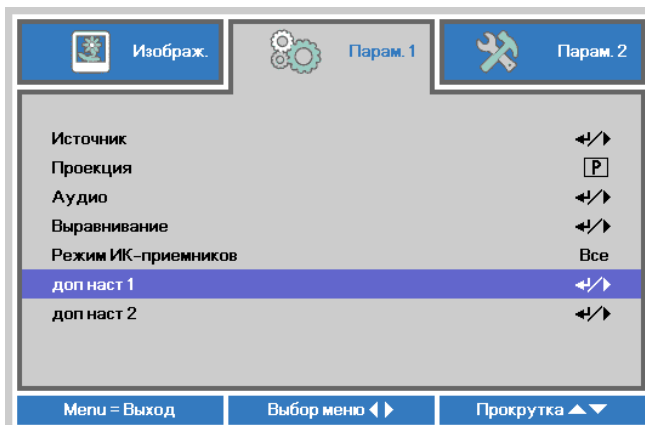 Изображ. Парам. 1 Парам. 2
Источник
Проекция P
Аудио
Выравнивание
Режим ИК-приемников Все
доп наст 1
доп наст 2
Menu = Выход Выбор меню Прокрутка